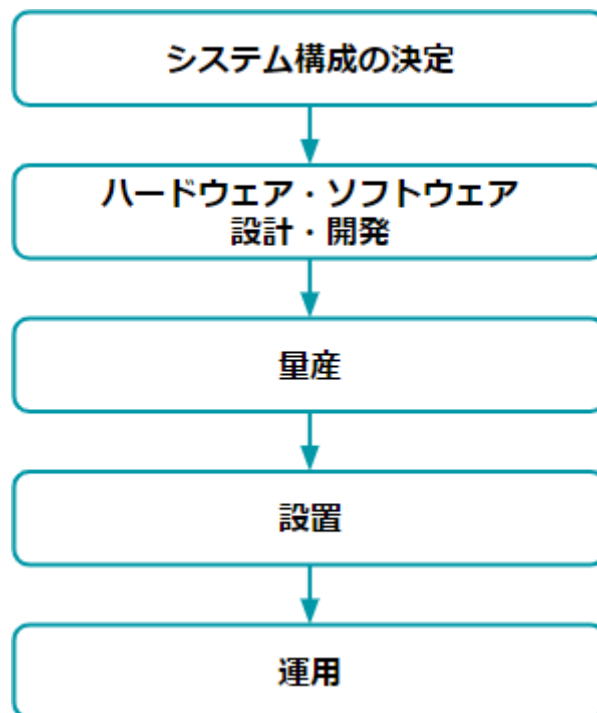 システム構成の決定
ハードウェア・ソフトウェア
設計・開発
量産
設置
運用